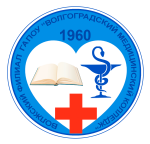 ВОЛЖСКИЙ ФИЛИАЛ ГАПОУ "ВОЛГОГРАДСКИЙ МЕДИЦИНСКИЙ КОЛЛЕДЖ"
1960